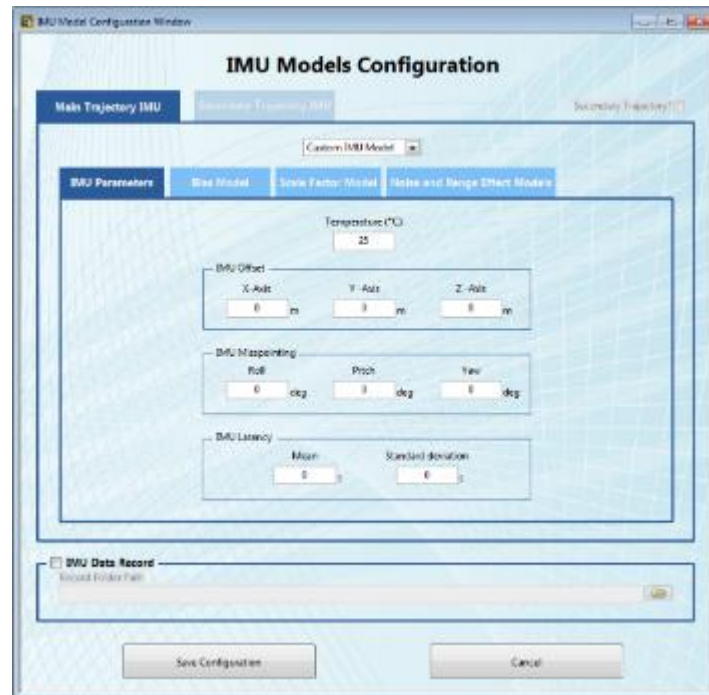 IMU Model Configuration Window
IMU Models Configuration
Main Trajectory IMU
Secondary Trajectory IMU
Secondary Trajectory?
Custom IMU Model
IMU Parameters
Bias Model
Scale Factor Model
Noise and Range Effect Models
Temperature (°C)
25
IMU Offset
X-Axis Y -Axis Z -Axis
0 m 0 m 0 m
IMU Misspointing
Roll Pitch Yaw
0 deg 0 deg 0 deg
IMU Latency
Mean Standard deviation
0 s 0 s
IMU Data Record
Record Folder Path
Save Configuration
Cancel